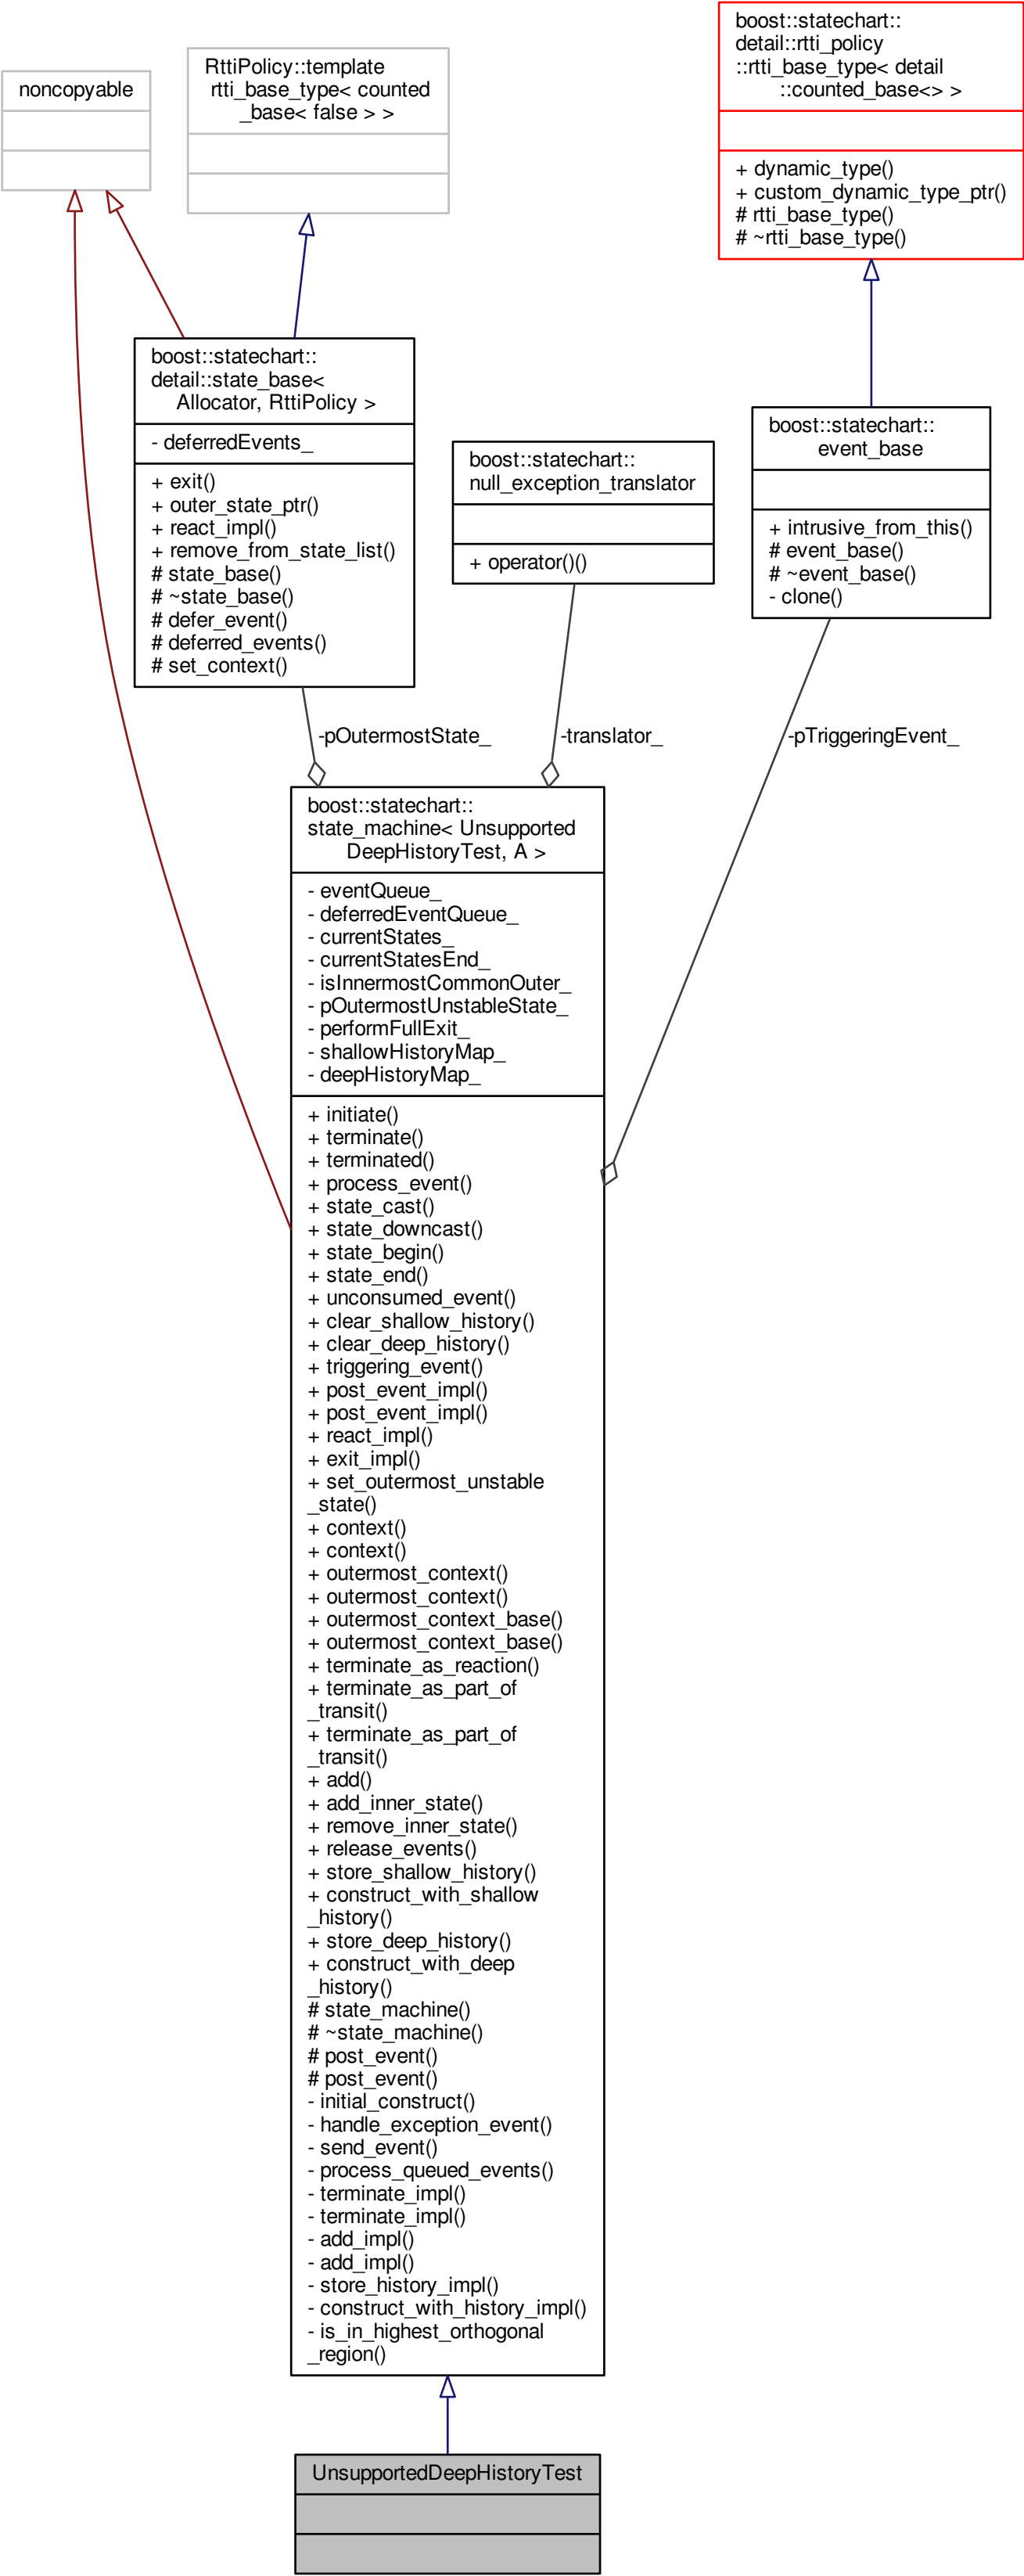 noncopyable
RttiPolicy::template
rtti_base_type< counted
_base< false > >
boost::statechart::
detail::rtti_policy
::rtti_base_type< detail
::counted_base<> >
+ dynamic_type()
+ custom_dynamic_type_ptr()
# rtti_base_type()
# ~rtti_base_type()
boost::statechart::
detail::state_base<
Allocator, RttiPolicy >
- deferredEvents_
+ exit()
+ outer_state_ptr()
+ react_impl()
+ remove_from_state_list()
# state_base()
# ~state_base()
# defer_event()
# deferred_events()
# set_context()
boost::statechart::
null_exception_translator
+ operator()()
boost::statechart::
event_base
+ intrusive_from_this()
# event_base()
# ~event_base()
- clone()
-pOutermostState_
-translator_
-pTriggeringEvent_
boost::statechart::
state_machine< Unsupported
DeepHistoryTest, A >
- eventQueue_
- deferredEventQueue_
- currentStates_
- currentStatesEnd_
- isInnermostCommonOuter_
- pOutermostUnstableState_
- performFullExit_
- shallowHistoryMap_
- deepHistoryMap_
+ initiate()
+ terminate()
+ terminated()
+ process_event()
+ state_cast()
+ state_downcast()
+ state_begin()
+ state_end()
+ unconsumed_event()
+ clear_shallow_history()
+ clear_deep_history()
+ triggering_event()
+ post_event_impl()
+ post_event_impl()
+ react_impl()
+ exit_impl()
+ set_outermost_unstable
_state()
+ context()
+ context()
+ outermost_context()
+ outermost_context()
+ outermost_context_base()
+ outermost_context_base()
+ terminate_as_reaction()
+ terminate_as_part_of
_transit()
+ terminate_as_part_of
_transit()
+ add()
+ add_inner_state()
+ remove_inner_state()
+ release_events()
+ store_shallow_history()
+ construct_with_shallow
_history()
+ store_deep_history()
+ construct_with_deep
_history()
# state_machine()
# ~state_machine()
# post_event()
# post_event()
- initial_construct()
- handle_exception_event()
- send_event()
- process_queued_events()
- terminate_impl()
- terminate_impl()
- add_impl()
- add_impl()
- store_history_impl()
- construct_with_history_impl()
- is_in_highest_orthogonal
_region()
UnsupportedDeepHistoryTest